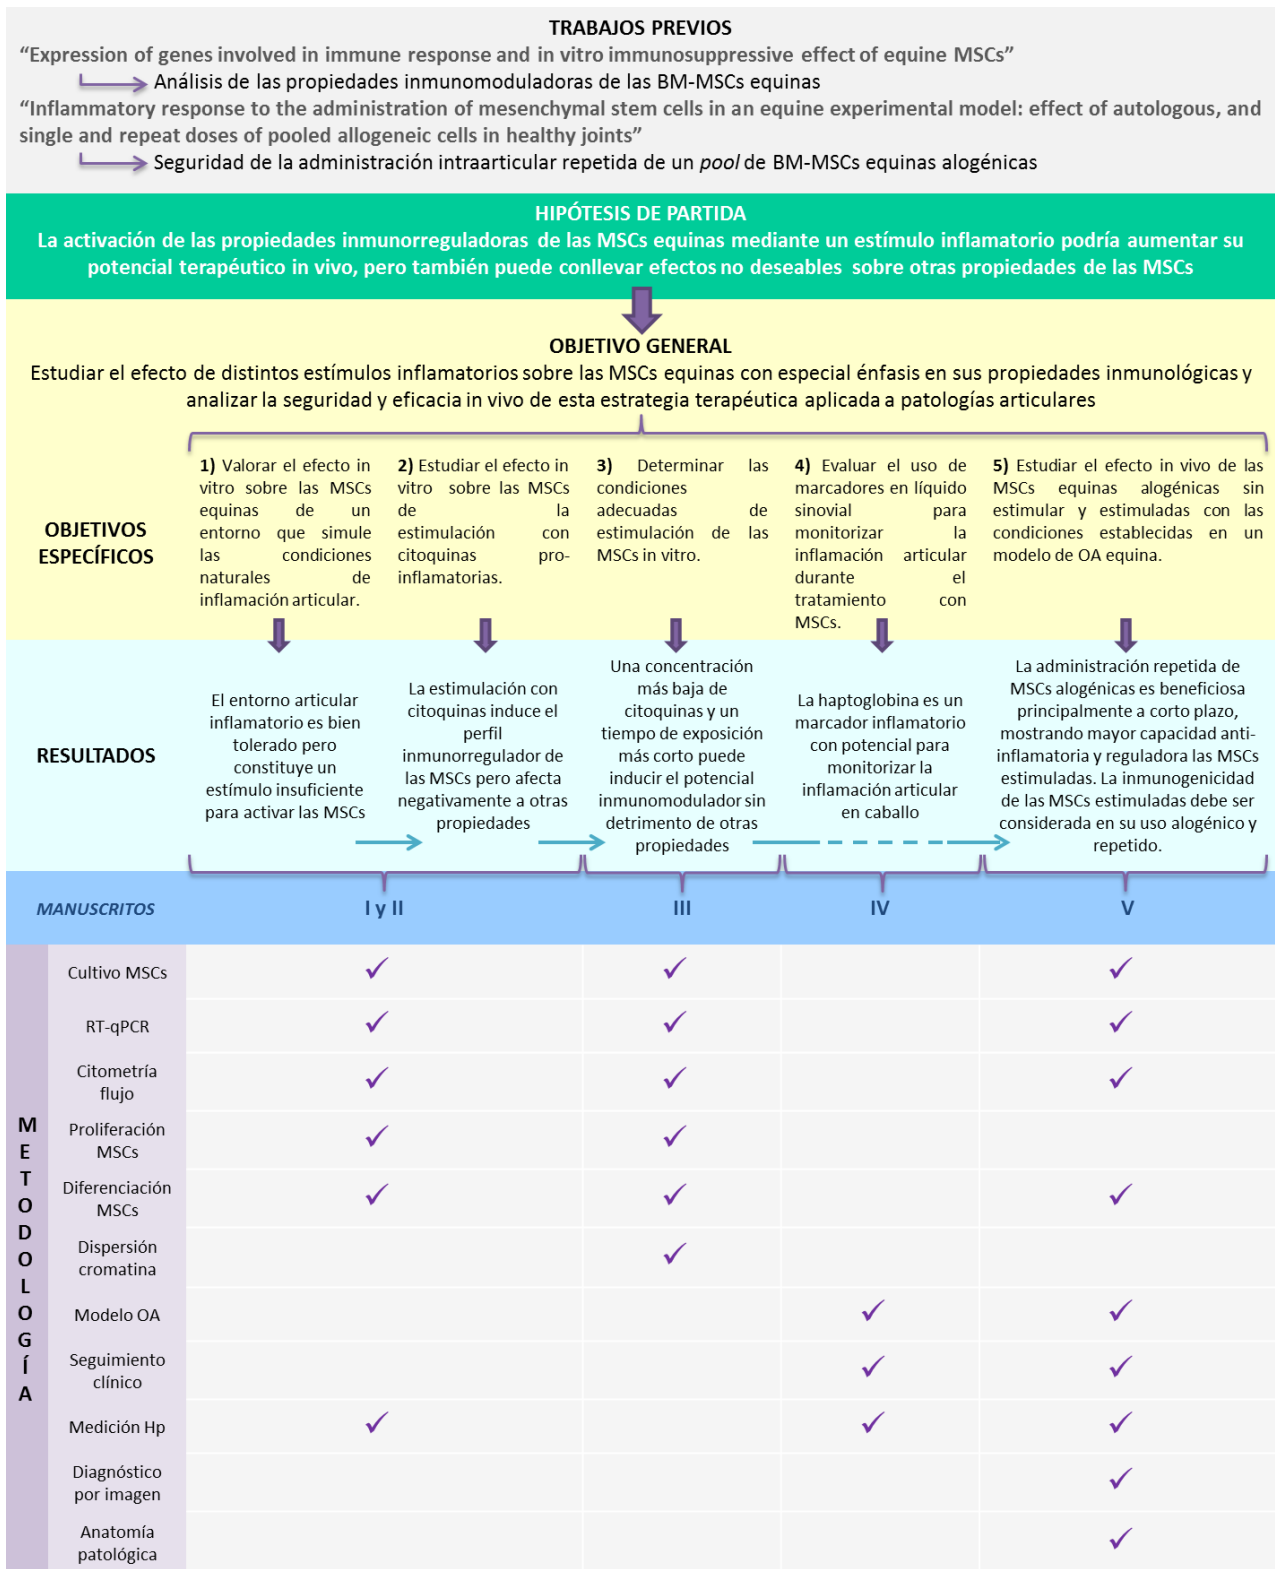 TRABAJOS PREVIOS
“Expression of genes involved in immune response and in vitro immunosuppressive effect of equine MSCs”
Análisis de las propiedades inmunomoduladoras de las BM-MSCs equinas
“Inflammatory response to the administration of mesenchymal stem cells in an equine experimental model: effect of autologous, and
single and repeat doses of pooled allogeneic cells in healthy joints”
Seguridad de la administración intraarticular repetida de un pool de BM-MSCs equinas alogénicas
HIPÓTESIS DE PARTIDA
La activación de las propiedades inmunorreguladoras de las MSCs equinas mediante un estímulo inflamatorio podría aumentar su
potencial terapéutico in vivo, pero también puede conllevar efectos no deseables sobre otras propiedades de las MSCs
OBJETIVO GENERAL
Estudiar el efecto de distintos estímulos inflamatorios sobre las MSCs equinas con especial énfasis en sus propiedades inmunológicas y
analizar la seguridad y eficacia in vivo de esta estrategia terapéutica aplicada a patologías articulares
OBJETIVOS
ESPECÍFICOS
1) Valorar el efecto in
vitro sobre las MSCs
equinas de un
entorno que simule
las condiciones
naturales de
inflamación articular.
2) Estudiar el efecto in
vitro sobre las MSCs
de la
estimulación con
citoquinas pro-
inflamatorias.
3) Determinar las
condiciones
adecuadas de
estimulación de las
MSCs in vitro.
4) Evaluar el uso de
marcadores en líquido
sinovial para
monitorizar la
inflamación articular
durante el
tratamiento con
MSCs.
5) Estudiar el efecto in vivo de las
MSCs equinas alogénicas sin
estimular y estimuladas con las
condiciones establecidas en un
modelo de OA equina.
RESULTADOS
El entorno articular
inflamatorio es bien
tolerado pero
constituye un
estímulo insuficiente
para activar las MSCs
La estimulación con
citoquinas induce el
perfil
inmunorregulador
de las MSCs pero afecta
negativamente a otras
propiedades
Una concentración
más baja de
citoquinas y un
tiempo de exposición
más corto puede
inducir el potencial
inmunomodulador sin
detrimento de otras
propiedades
La haptoglobina es un
marcador inflamatorio
con potencial para
monitorizar la
inflamación articular
en caballo
La administración repetida de
MSCs alogénicas es beneficiosa
principalmente a corto plazo,
mostrando mayor capacidad anti-
inflamatoria y reguladora las MSCs
estimuladas. La inmunogenicidad
de las MSCs estimuladas debe ser
considerada en su uso alogénico y
repetido.
MANUSCRITOS
I y II
III
IV
V
METODOLOGÍA
Cultivo MSCs
✓ ✓ ✓
RT-qPCR
✓ ✓ ✓
Citometría
flujo
✓ ✓ ✓
Proliferación
MSCs
✓ ✓
Diferenciación
MSCs
✓ ✓ ✓
Dispersión
cromatina
✓
Modelo OA
✓ ✓
Seguimiento
clínico
✓ ✓
Medición Hp
✓ ✓ ✓
Diagnóstico
por imagen
✓
Anatomía
patológica
✓